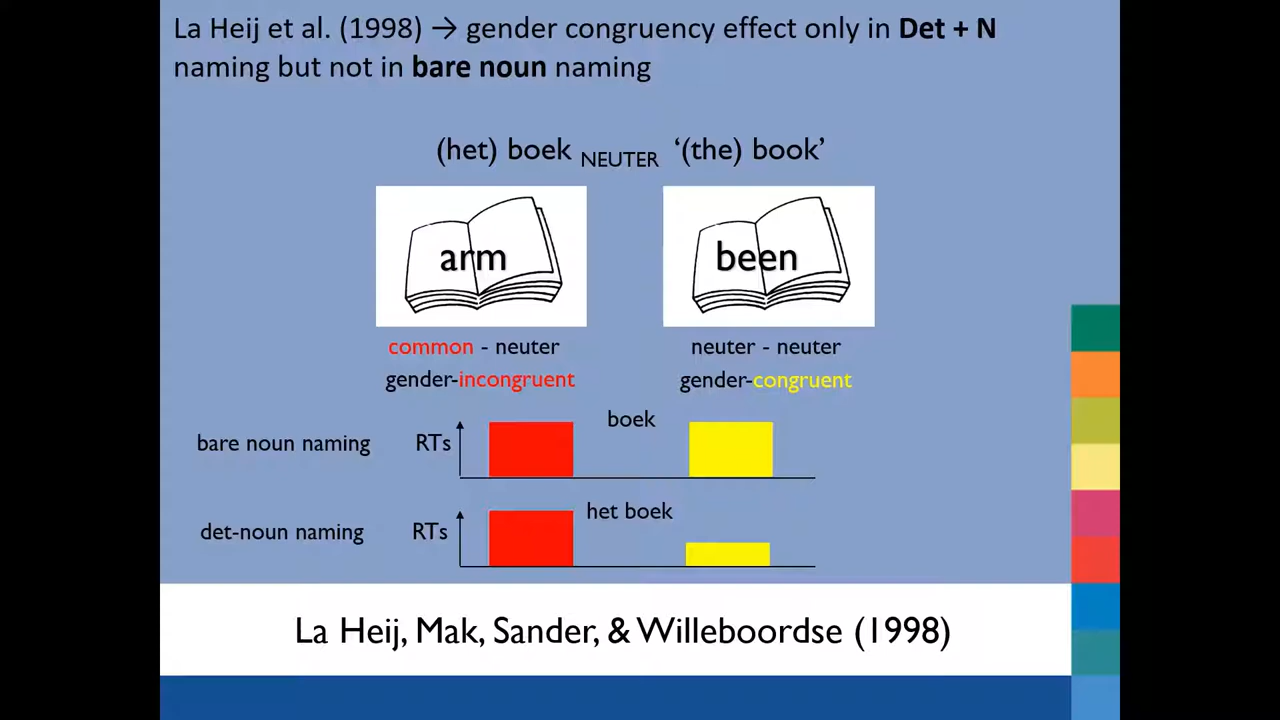 La Heij et al. (1998) → gender congruency effect only in Det + N
naming but not in bare noun naming
(het) boek NEUTER ‘(the) book’
arm
been
common - neuter
neuter - neuter
gender-incongruent
gender-congruent
boek
bare noun naming
RTs
het boek
det-noun naming
RTs
La Heij, Mak, Sander, & Willeboordse (1998)